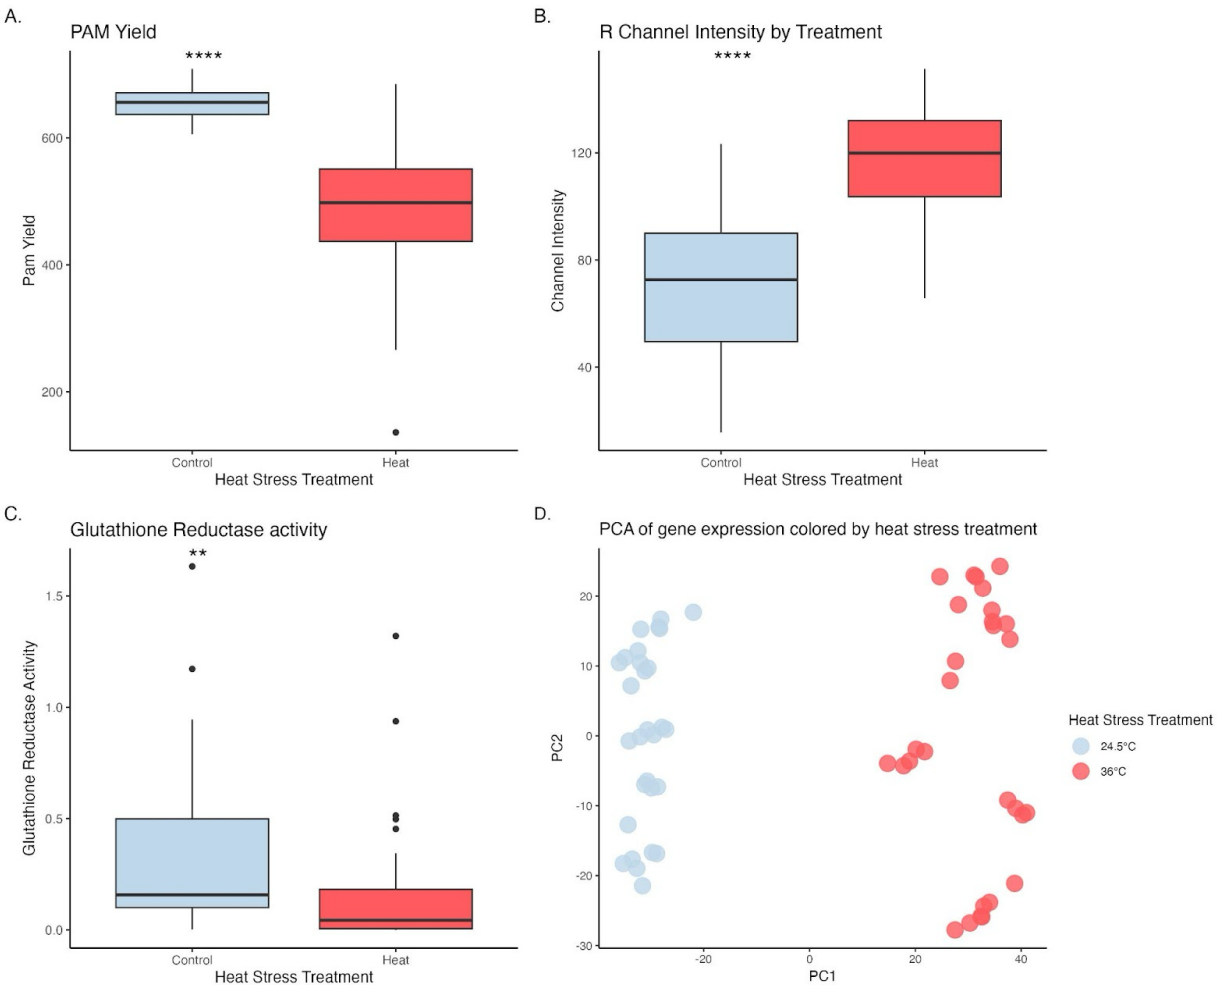 A.
PAM Yield
****
600
400
200
Pam Yield
Control
Heat
Heat Stress Treatment
B.
R Channel Intensity by Treatment
****
120
80
40
Channel Intensity
Control
Heat
Heat Stress Treatment
C.
Glutathione Reductase activity
**
1.5
1.0
0.5
0.0
Glutathione Reductase Activity
Control
Heat
Heat Stress Treatment
D.
PCA of gene expression colored by heat stress treatment
20
10
0
-10
-20
-30
PC2
-20
0
20
40
PC1
Heat Stress Treatment
24.5°C
36°C